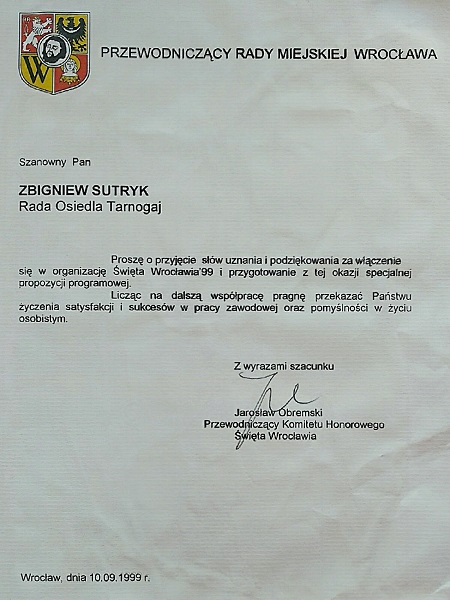 PRZEWODNICZĄCY RADY MIEJSKIEJ WROCŁAWA
W
Szanowny Pan
ZBIGNIEW SUTRYK
Rada Osiedla Tarnogaj
Proszę o przyjęcie słów uznania i podziękowania za włączenie
się w organizację Święta Wrocławia'99 i przygotowanie z tej okazji specjalnej
propozycji programowej.
Licząc na dalszą współpracę pragnę przekazać Państwu
życzenia satysfakcji i sukcesów w pracy zawodowej oraz pomyślności w życiu
osobistym.
Z wyrazami szacunku
Jarosław Obremski
Przewodniczący Komitetu Honorowego
Święta Wrocławia
Wrocław, dnia 10.09.1999 r.